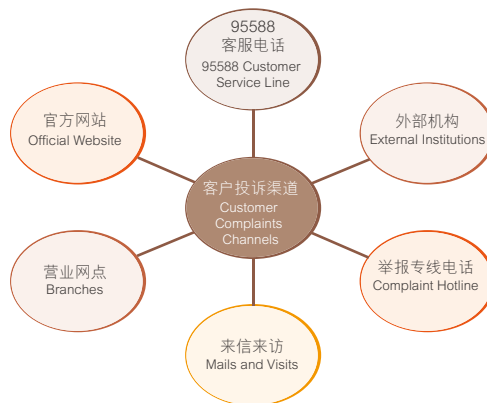 95588
客服电话
95588 Customer
Service Line
官方网站
Official Website
外部机构
External Institutions
客户投诉渠道
Customer
Complaints
Channels
营业网点
Branches
举报专线电话
Complaint Hotline
来信来访
Mails and Visits